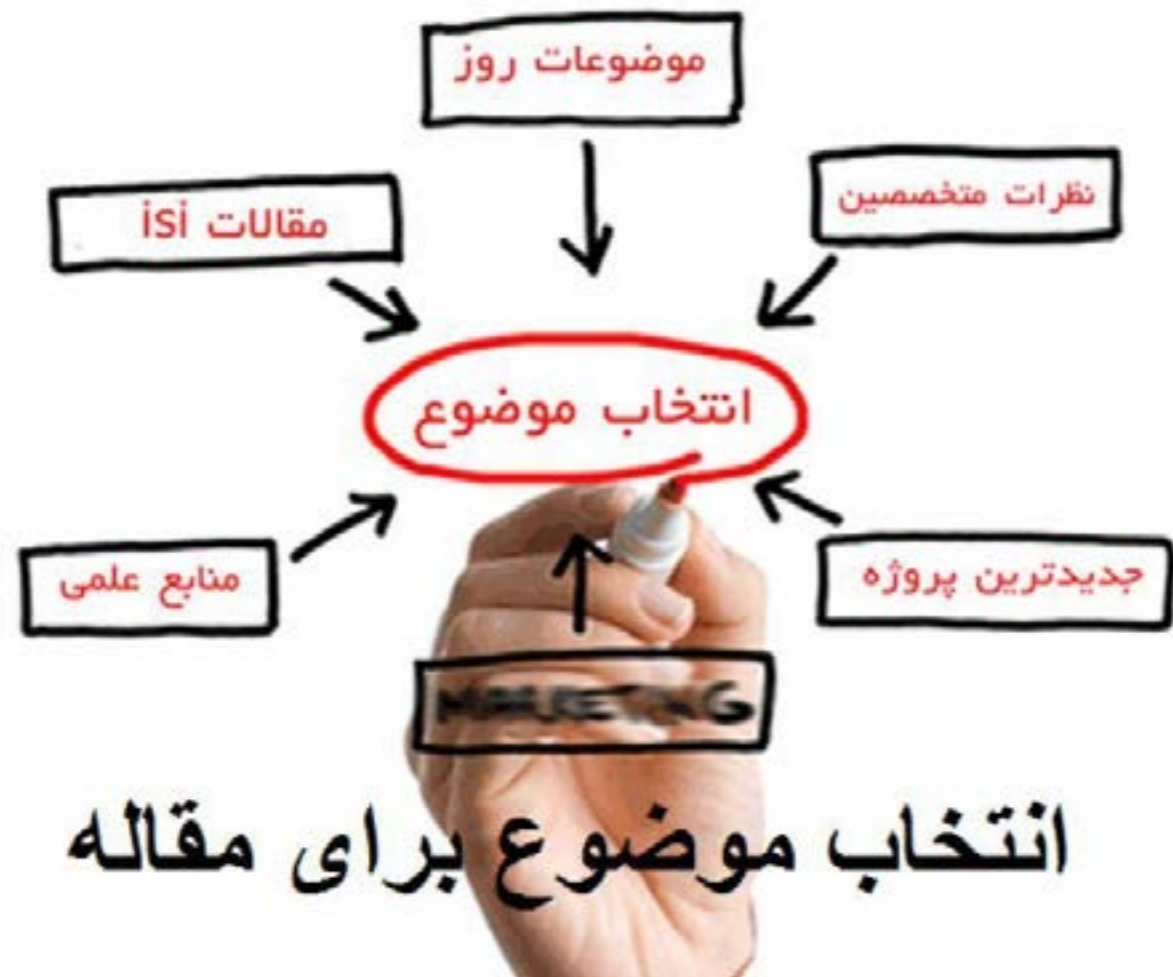 موضوعات روز
نظرات متخصصین
مقالات isi
انتخاب موضوع
جدیدترین پروژه
منابع علمی
انتخاب موضوع برای مقاله